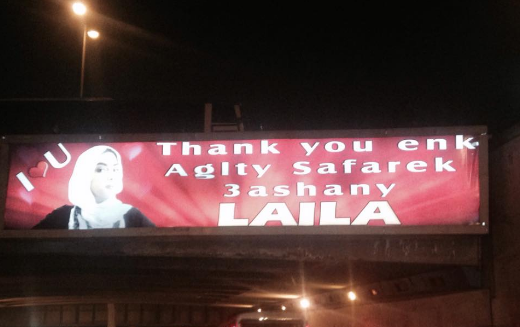 I ❤ U
Thank you enk
Aglty Safarek
3ashany
LAILA